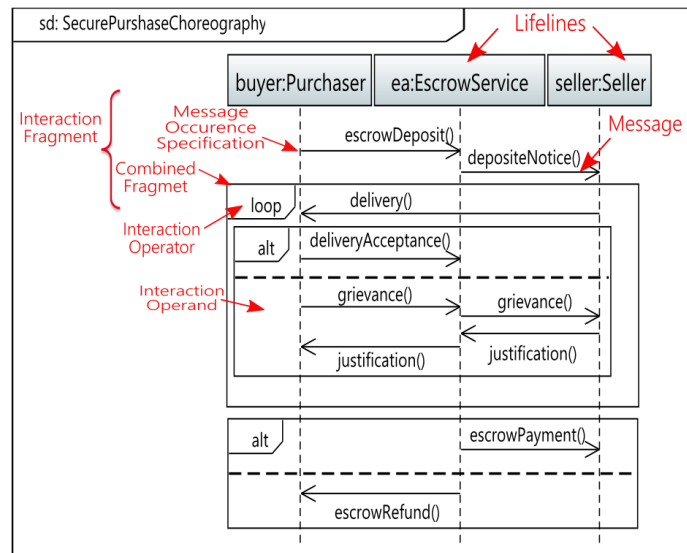 sd: SecurePurshaseChoreography
Lifelines
buyer:Purchaser
ea:EscrowService
seller:Seller
Interaction
Fragment
Message
Occurence
Specification
escrowDeposit()
Message
depositeNotice()
Combined
Fragmet
loop
delivery()
Interaction
Operator
alt
deliveryAcceptance()
Interaction
Operand
grievance()
grievance()
justification()
justification()
alt
escrowPayment()
escrowRefund()